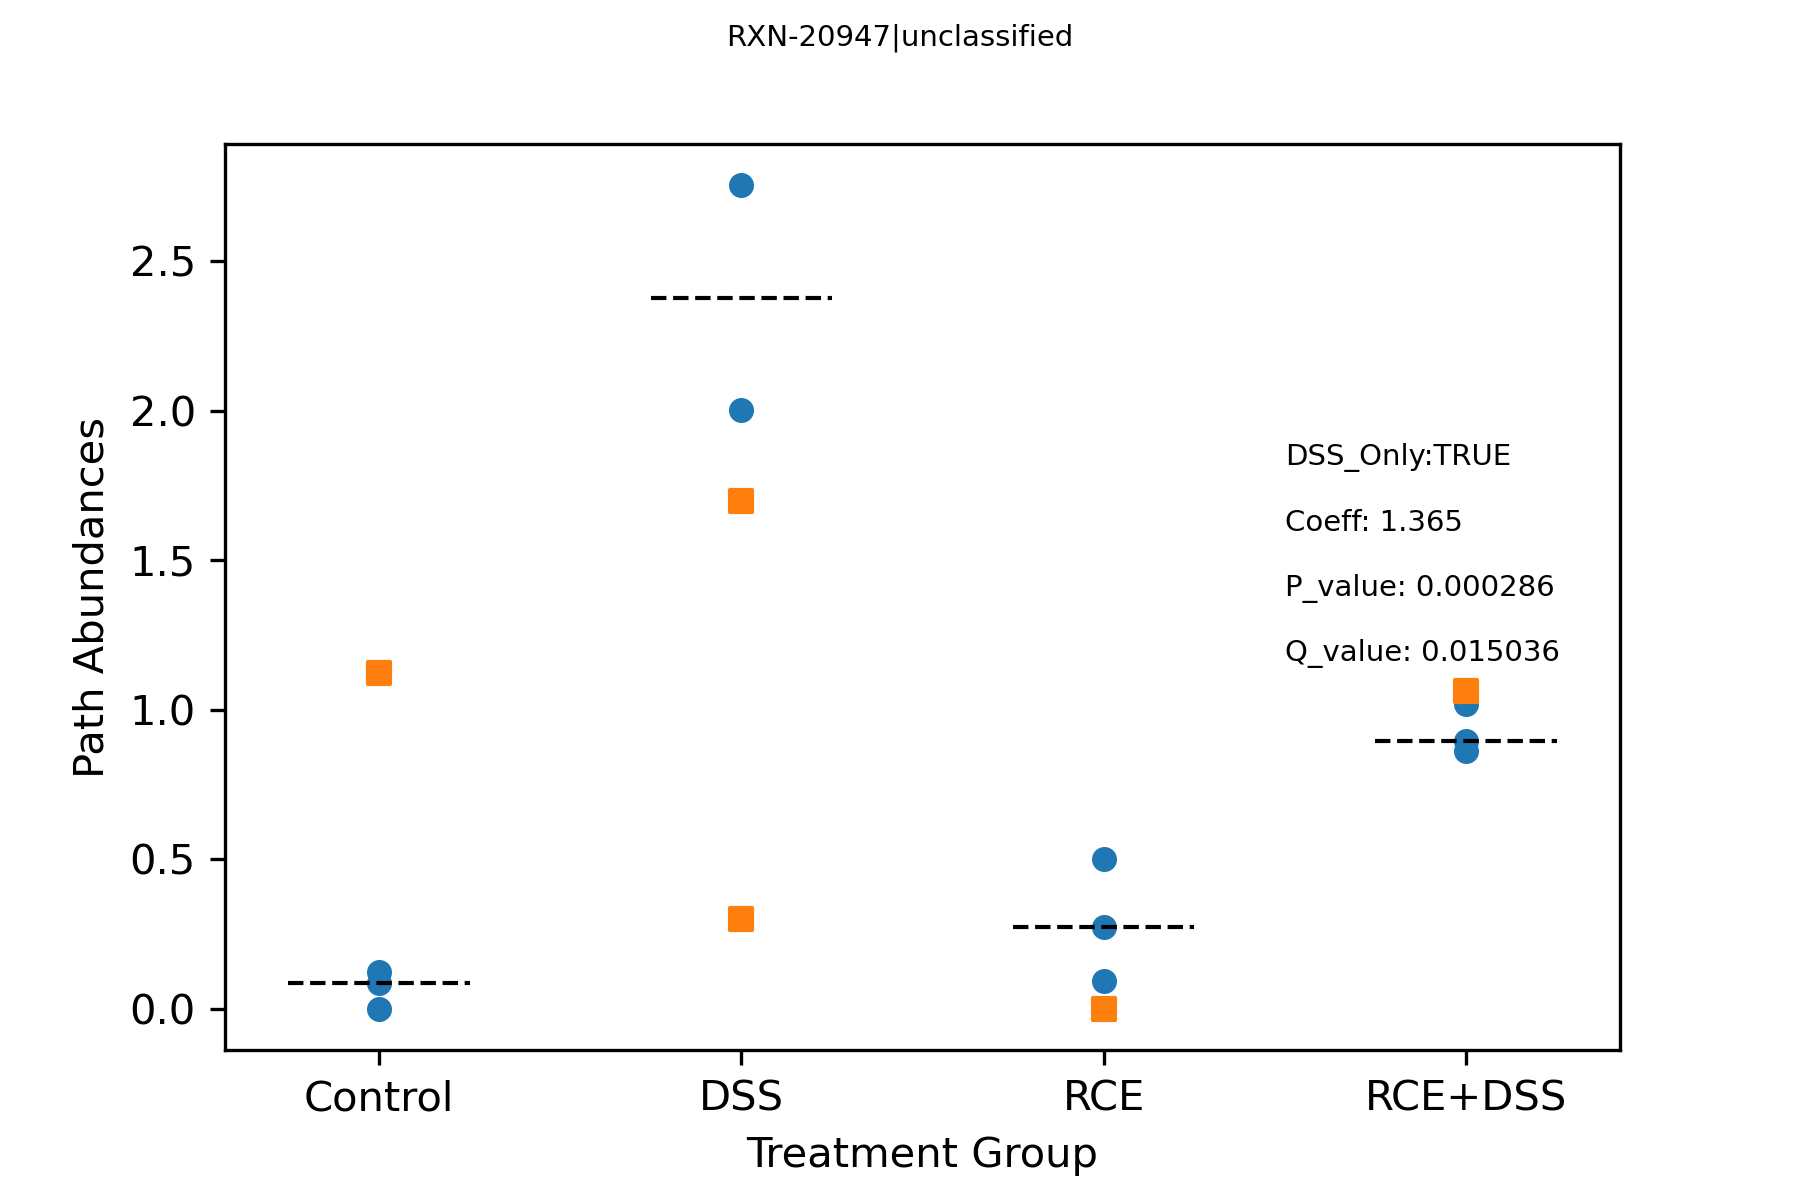 RXN-20947|unclassified
2.5
2.0
1.5
1.0
0.5
0.0
Path Abundances
DSS_Only:TRUE
Coeff: 1.365
P_value: 0.000286
Q_value: 0.015036
Control
DSS
RCE
RCE+DSS
Treatment Group